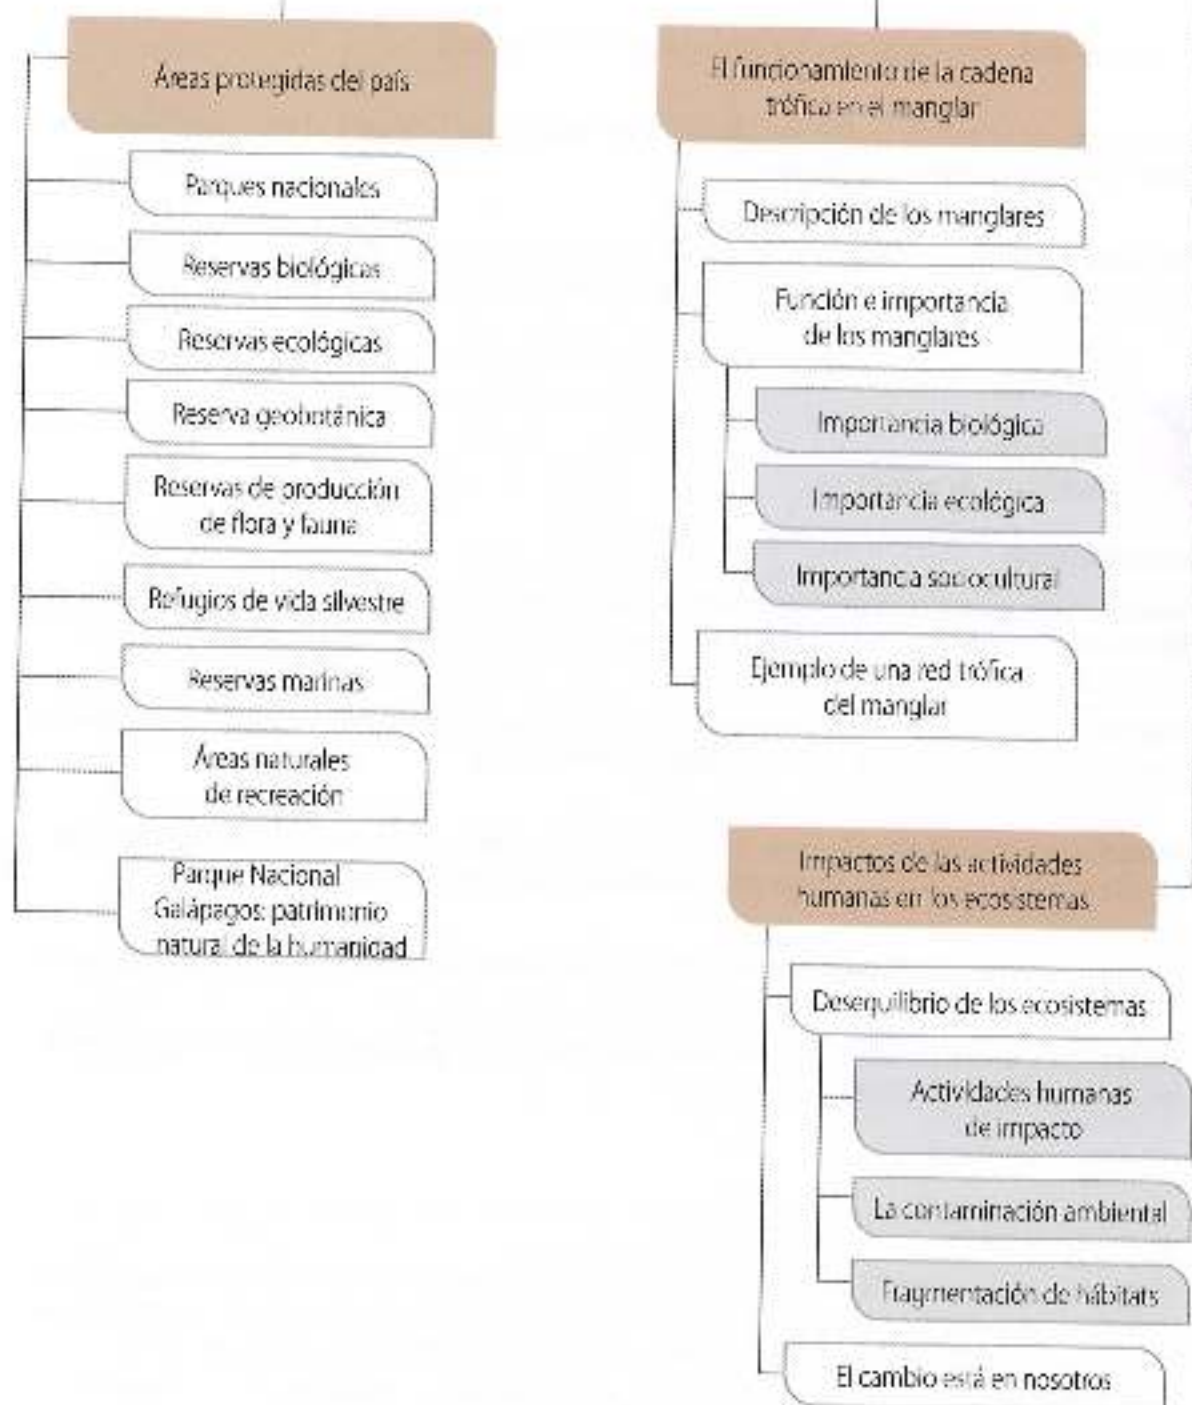 Áreas protegidas del país
Parques nacionales
Reservas biológicas
Reservas ecológicas
Reserva geobotánica
Reservas de producción
de flora y fauna
Refugios de vida silvestre
Reservas marinas
Áreas naturales
de recreación
Parque Nacional
Galápagos: patrimonio
natural de la humanidad
El funcionamiento de la cadena
trófica en el manglar
Descripción de los manglares
Función e importancia
de los manglares
Importancia biológica
Importancia ecológica
Importancia sociocultural
Ejemplo de una red trófica
del manglar
Impactos de las actividades
humanas en los ecosistemas
Desequilibrio de los ecosistemas
Actividades humanas
de impacto
La contaminación ambiental
Fragmentación de hábitats
El cambio está en nosotros